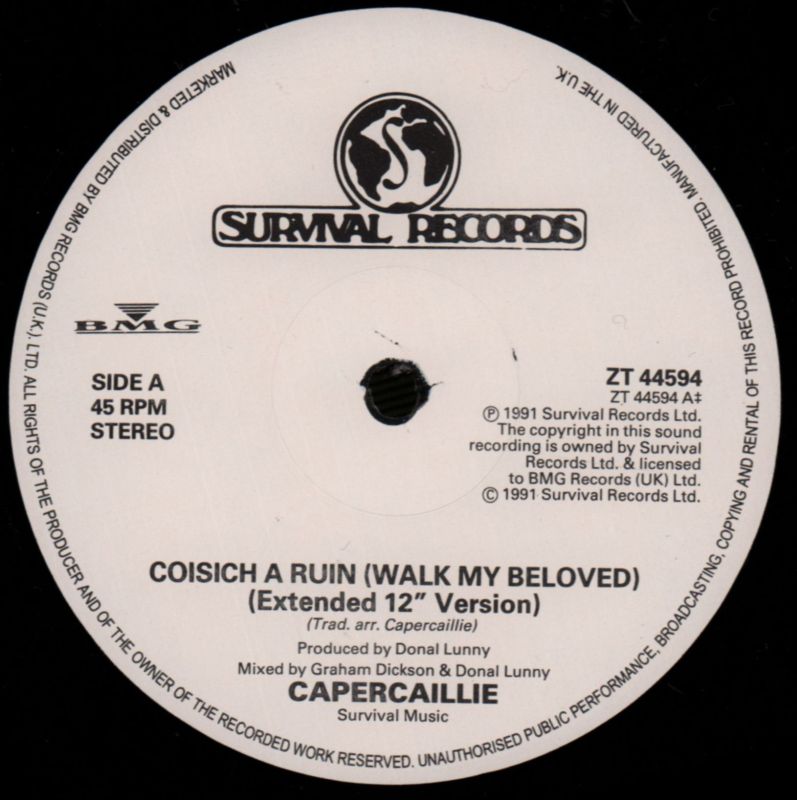 MARKETED & DISTRIBUTED BY BMG RECORDS (U.K.), LTD. ALL RIGHTS OF THE PRODUCER AND OF THE OWNER OF THE RECORDED WORK RESERVED. UNAUTHORISED PUBLIC PERFORMANCE, BROADCASTING, COPYING AND RENTAL OF THIS RECORD PROHIBITED. MANUFACTURED IN THE U.K.
S
SURVIVAL RECORDS
BMG
SIDE A
45 RPM
STEREO
ZT 44594
ZT 44594 A‡
℗ 1991 Survival Records Ltd.
The copyright in this sound
recording is owned by Survival
Records Ltd. & licensed
to BMG Records (UK) Ltd.
© 1991 Survival Records Ltd.
COISICH A RUIN (WALK MY BELOVED)
(Extended 12" Version)
(Trad. arr. Capercaillie)
Produced by Donal Lunny
Mixed by Graham Dickson & Donal Lunny
CAPERCAILLIE
Survival Music